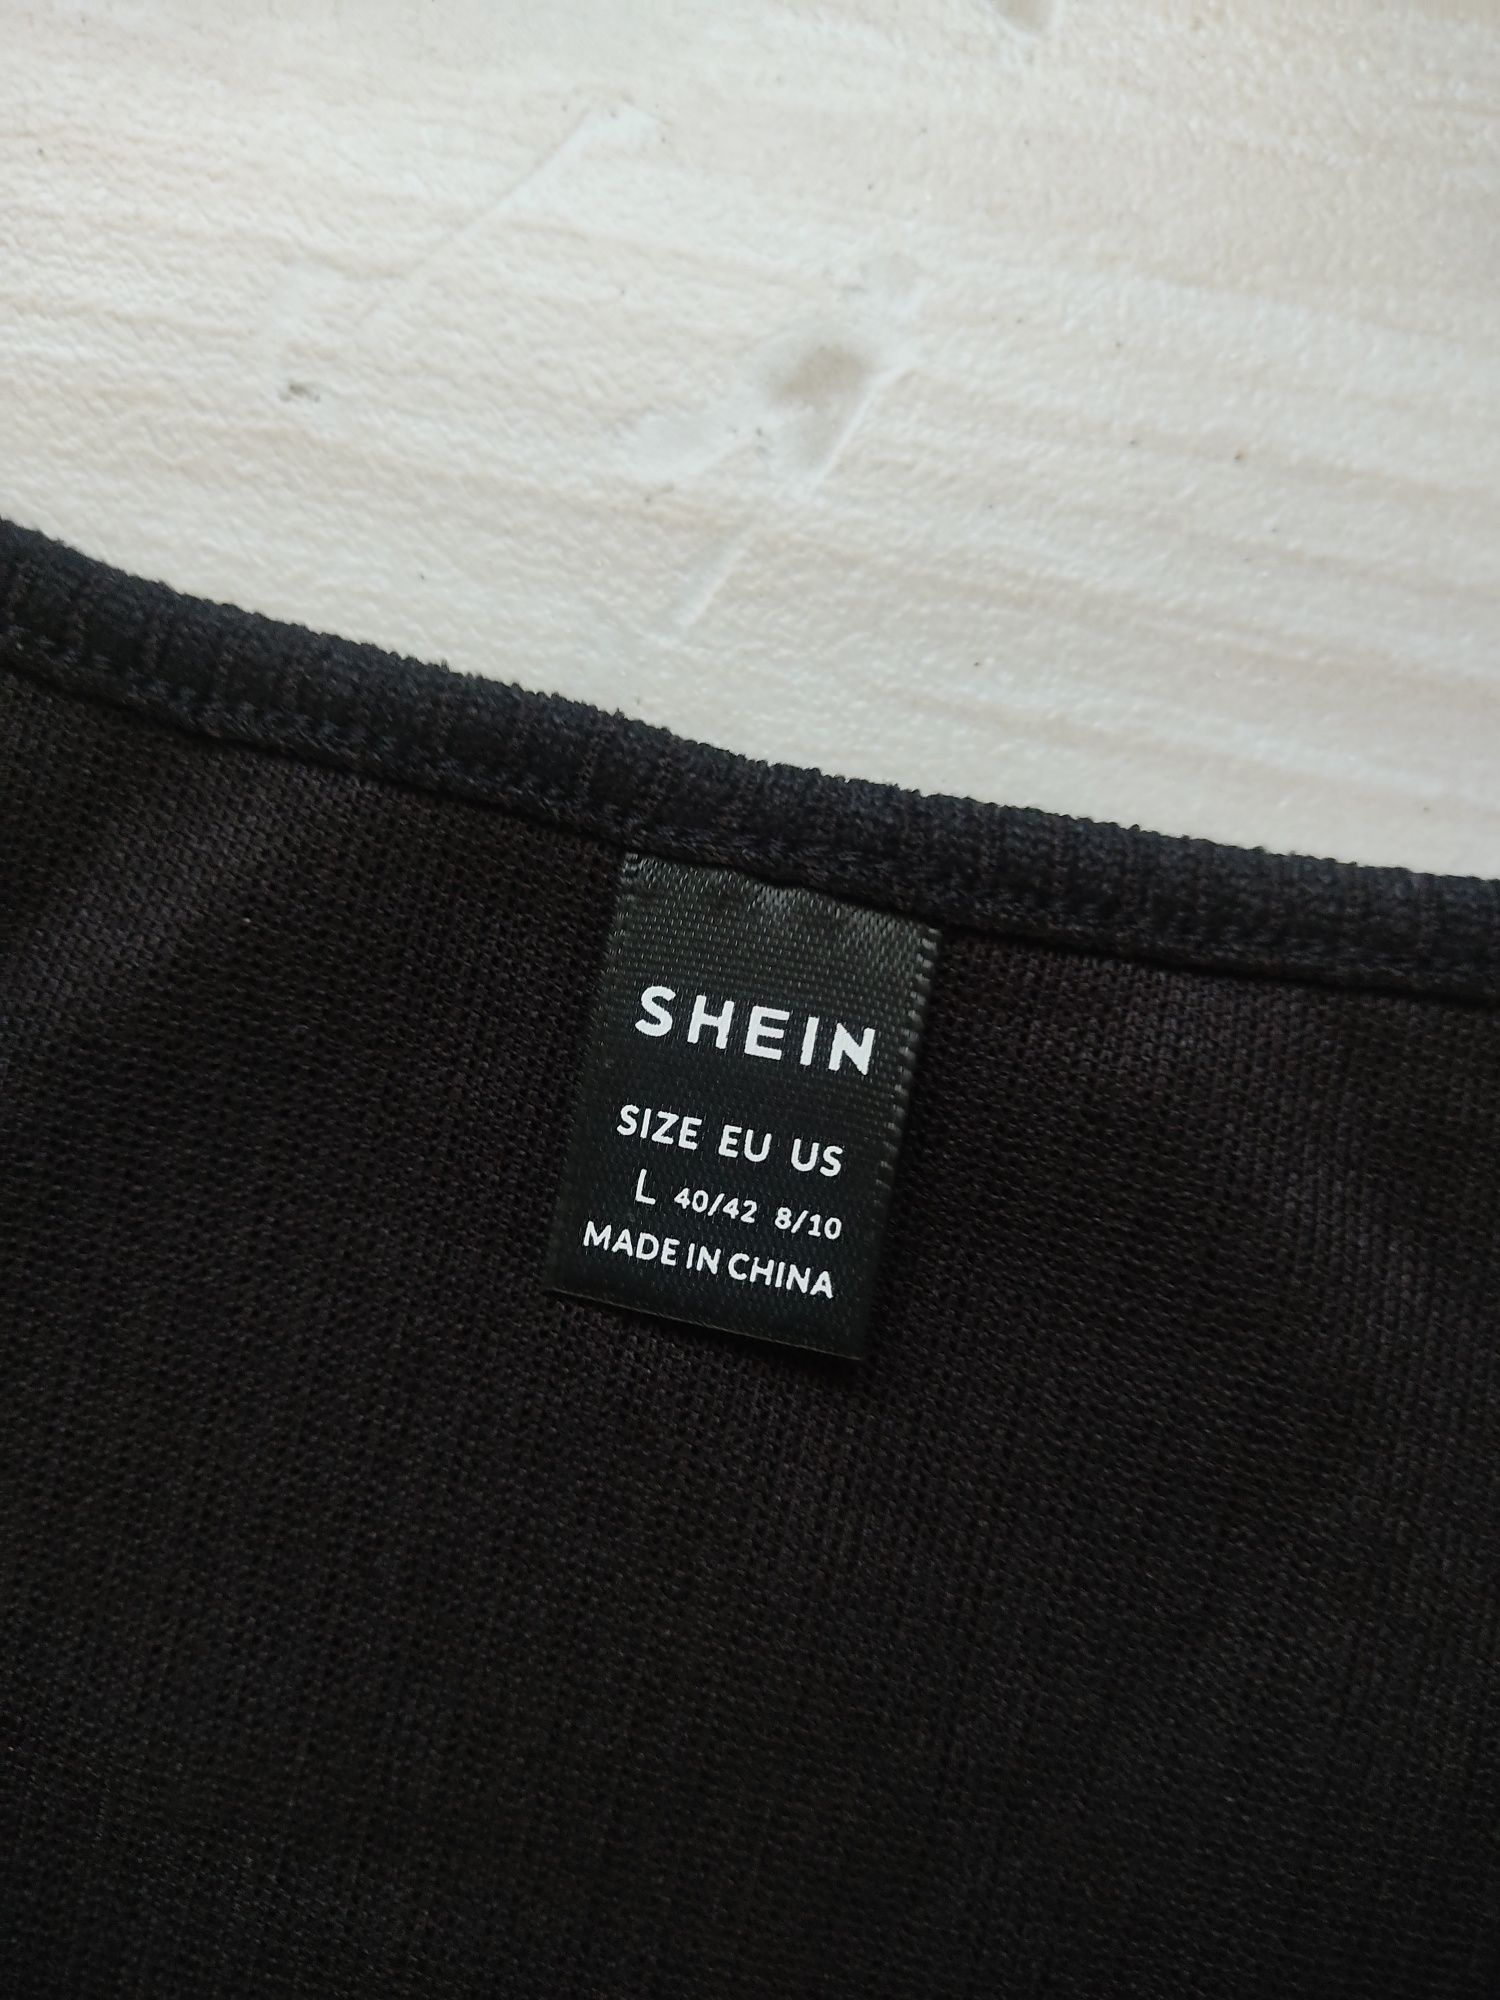 SHEIN
SIZE EU US
L 40/42 8/10
MADE IN CHINA